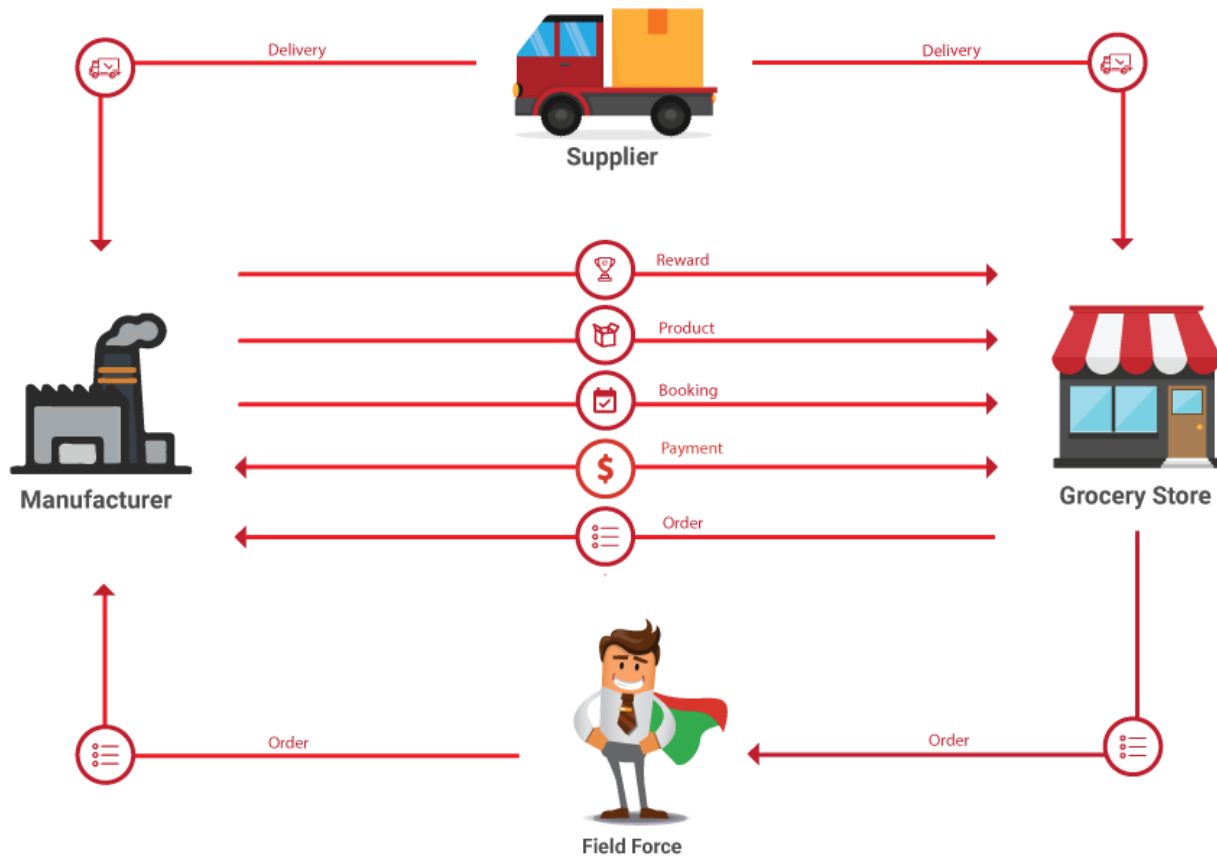 Delivery
Delivery
Supplier
Reward
Product
Booking
Payment
Order
Manufacturer
Grocery Store
$
Order
Order
Field Force